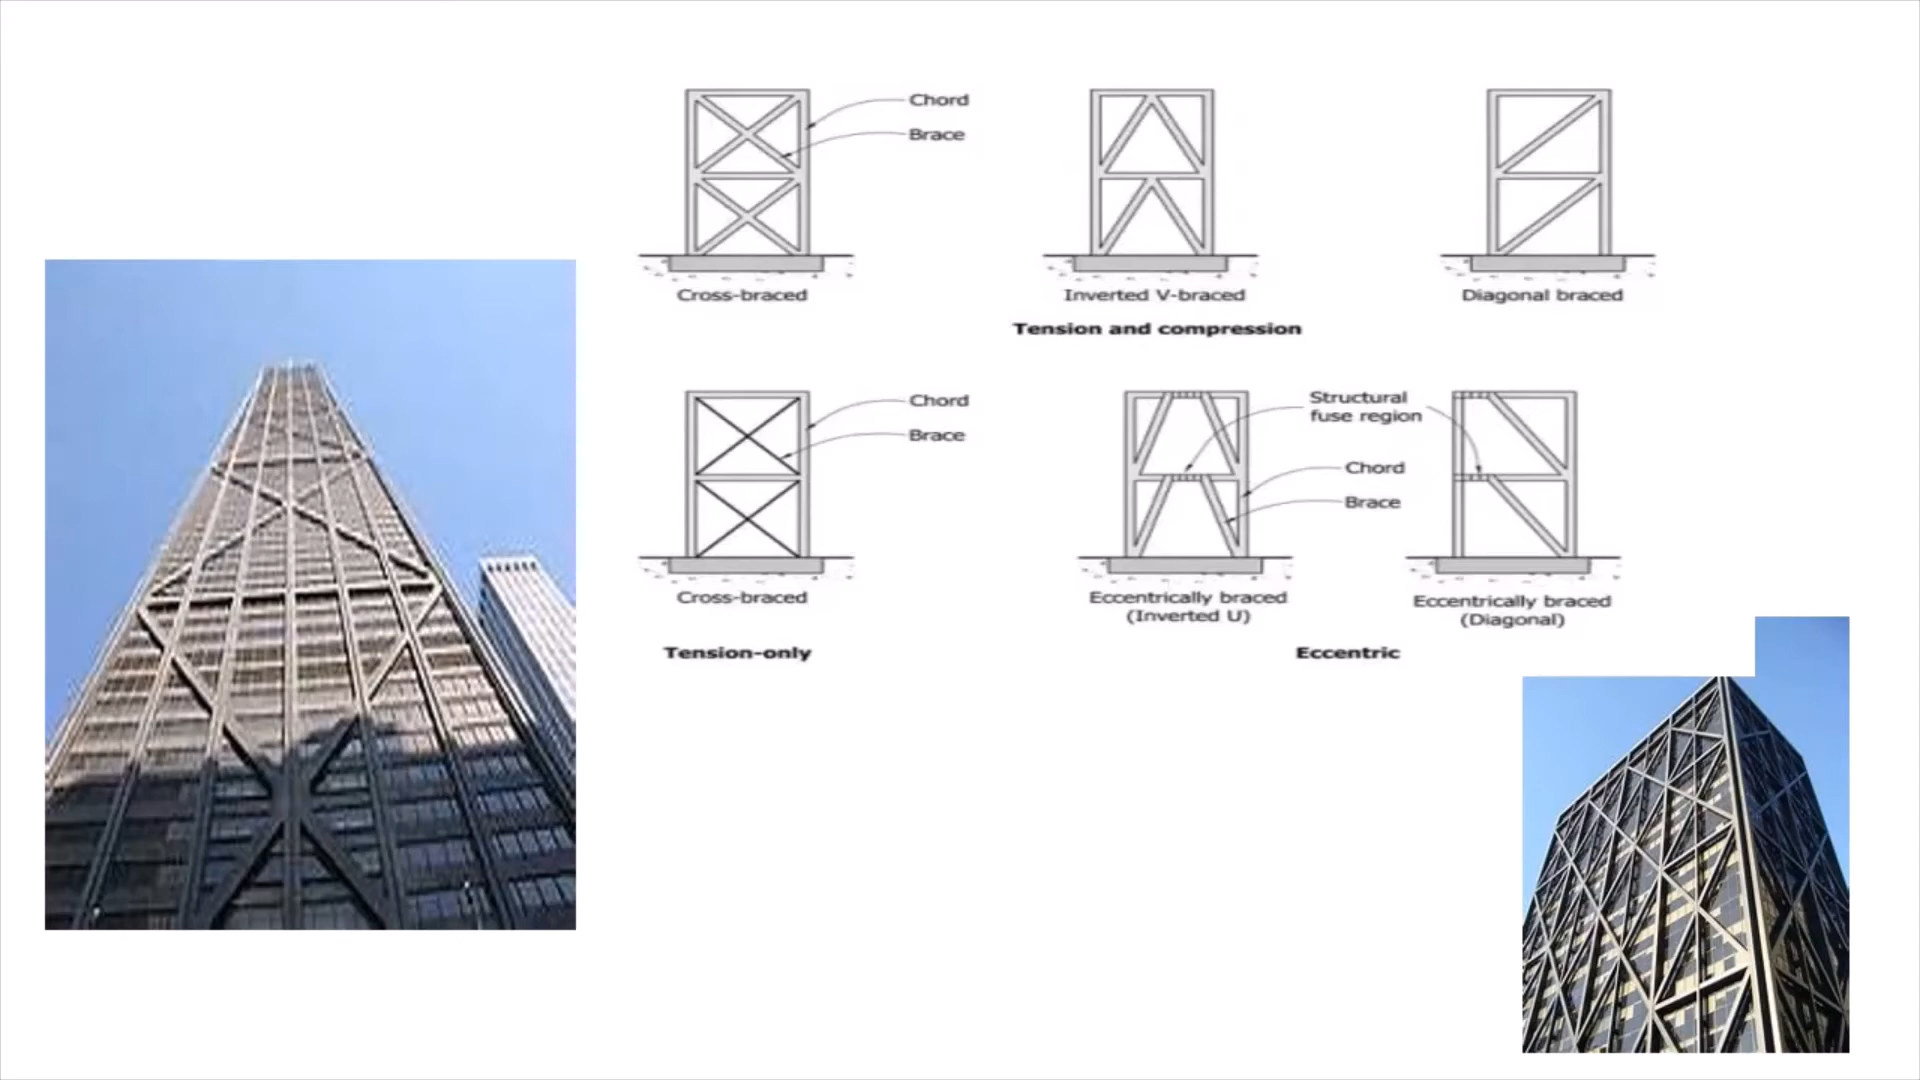 Chord
Brace
Cross-braced
Inverted V-braced
Diagonal braced
Tension and compression
Chord
Brace
Structural
fuse region
Chord
Brace
Cross-braced
Eccentrically braced
(Inverted U)
Eccentrically braced
(Diagonal)
Tension-only
Eccentric